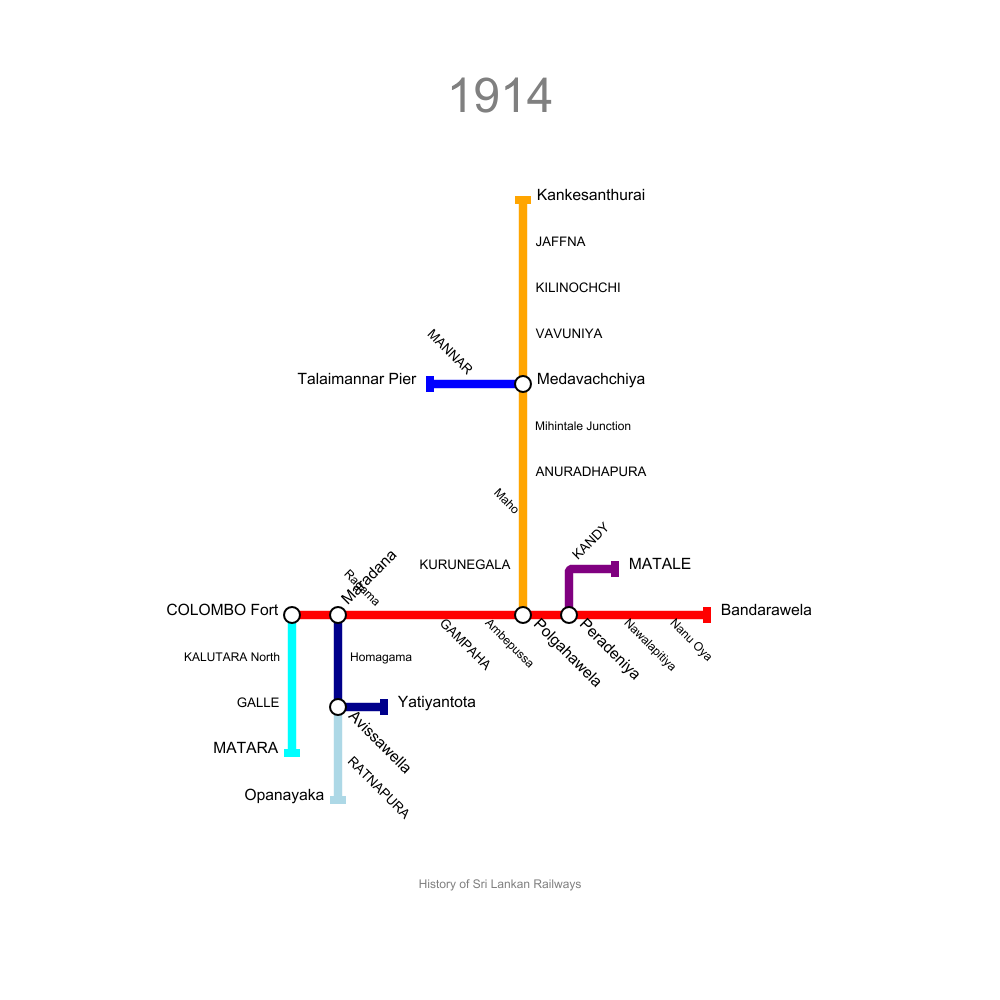 1914
Kankesanthurai
JAFFNA
KILINOCHCHI
VAVUNIYA
MANNAR
Talaimannar Pier
Medavachchiya
Mihintale Junction
ANURADHAPURA
Maho
KURUNEGALA
KANDY
MATALE
Maradana
Ragama
COLOMBO Fort
Bandarawela
GAMPAHA
Ambepussa
Polgahawela
Peradeniya
Nawalapitiya
Nanu Oya
KALUTARA North
Homagama
GALLE
Yatiyantota
Avissawella
MATARA
RATNAPURA
Opanayaka
History of Sri Lankan Railways